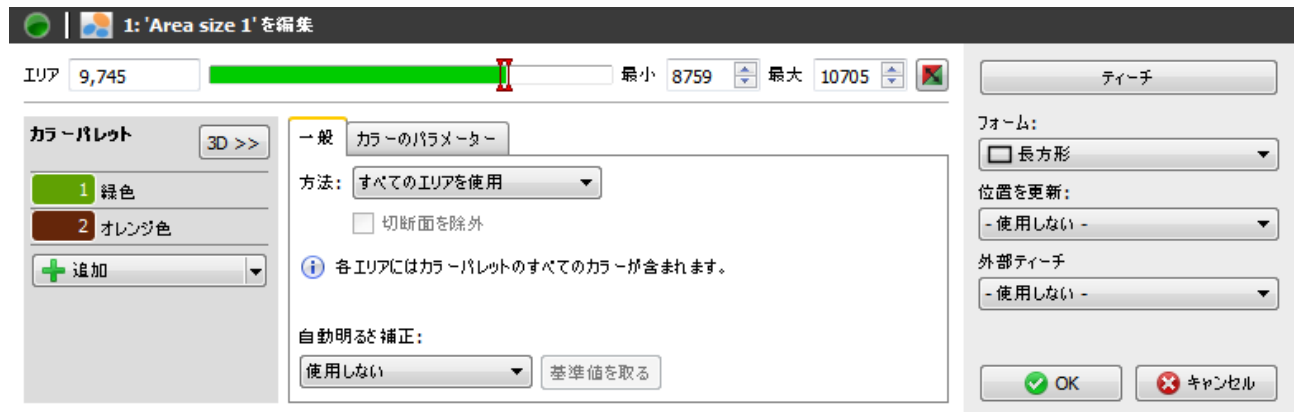 1: 'Area size 1'を編集
エリア 9,745 最小 8759 最大 10705
カラーパレット 3D >>
1 緑色
2 オレンジ色
追加
一般 カラーのパラメーター
方法: すべてのエリアを使用
切断面を除外
各エリアにはカラーパレットのすべてのカラーが含まれます。
自動明るさ補正:
使用しない 基準値を取る
ティーチ
フォーム:
長方形
位置を更新:
- 使用しない -
外部ティーチ
- 使用しない -
OK キャンセル